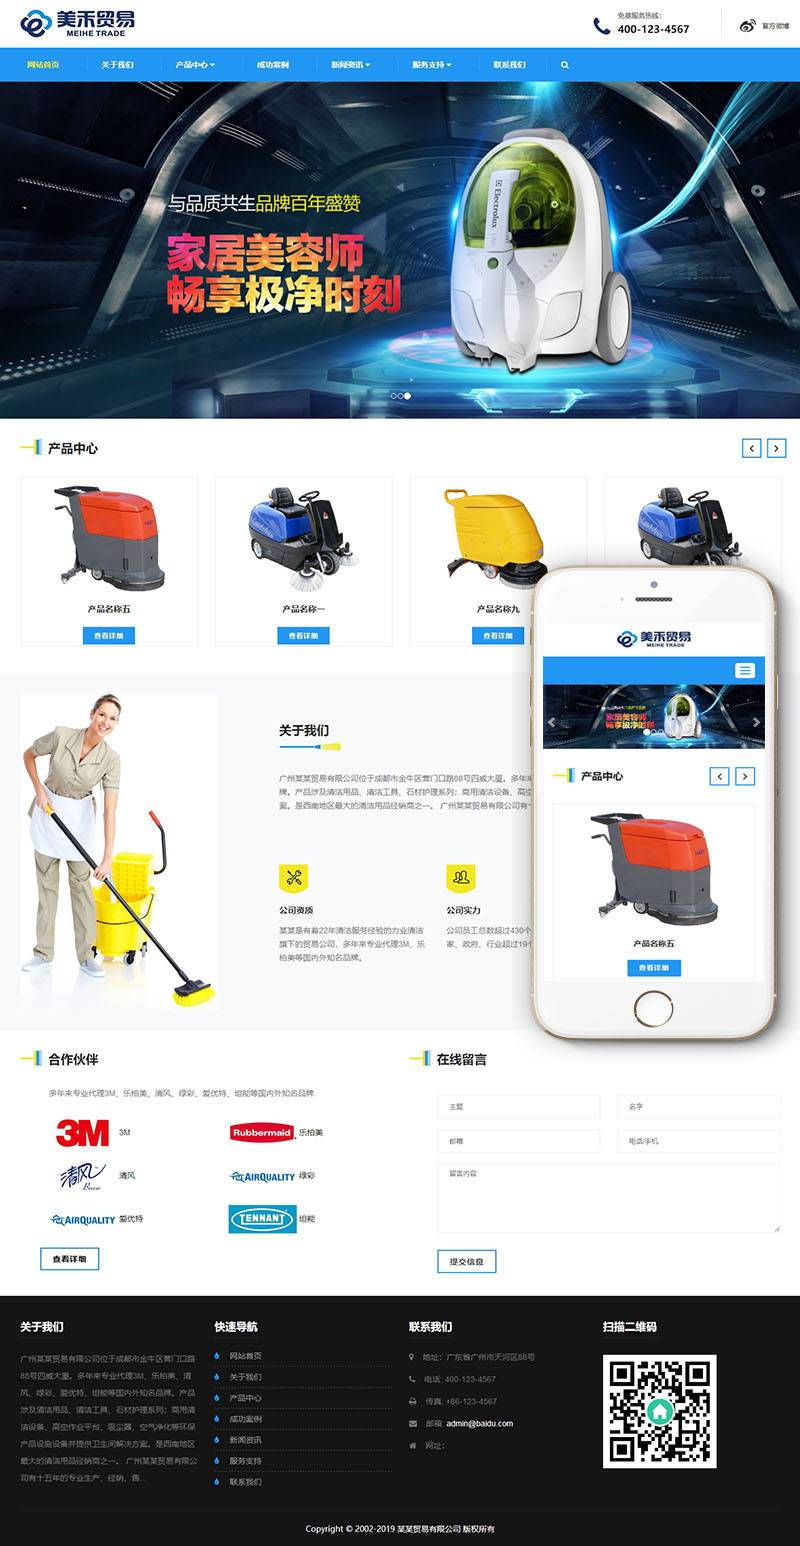 美禾贸易
MEIHE TRADE
免费服务热线：
400-123-4567
官方微博
网站首页
关于我们
产品中心
成功案例
新闻资讯
服务支持
联系我们
与品质共生品牌百年盛赞
家居美容师
畅享极净时刻
Electrolux
产品中心
产品名称五
查看详细
产品名称一
查看详细
产品名称九
查看详细
关于我们
广州某某贸易有限公司位于成都市金牛区营门口路88号四威大厦。多年来
牌。产品涉及清洁用品、清洁工具、石材护理系列；商用清洁设备、高空
案。是西南地区最大的清洁用品经销商之一。 广州某某贸易有限公司有十
公司资质
某某是有着22年清洁服务经验的力业清洁
旗下的贸易公司，多年来专业代理3M、乐
柏美等国内外知名品牌。
公司实力
公司员工总数超过430个
家、政府、行业超过19个
美禾贸易
MEIHE TRADE
与品质共生品牌百年盛赞
家居美容师
畅享极净时刻
产品中心
产品名称五
查看详细
合作伙伴
多年来专业代理3M、乐柏美、清风、绿彩、爱优特、坦能等国内外知名品牌
3M
3M
Rubbermaid
乐柏美
清风
Breeze
清风
AIRQUALITY
绿彩
AIRQUALITY
爱优特
TENNANT
坦能
查看详细
在线留言
主题
名字
邮箱
电话/手机
留言内容
提交信息
关于我们
广州某某贸易有限公司位于成都市金牛区营门口路
88号四威大厦。多年来专业代理3M、乐柏美、清
风、绿彩、爱优特、坦能等国内外知名品牌。产品
涉及清洁用品、清洁工具、石材护理系列；商用清
洁设备、高空作业平台、吸尘器、空气净化等环保
产品设施设备并提供卫生间解决方案。是西南地区
最大的清洁用品经销商之一。 广州某某贸易有限公
司有十五年的专业生产、经销、售...
快速导航
网站首页
关于我们
产品中心
成功案例
新闻资讯
服务支持
联系我们
联系我们
地址：广东省广州市天河区88号
电话: 400-123-4567
传真: +86-123-4567
邮箱: admin@baidu.com
网址:
扫描二维码
Copyright © 2002-2019 某某贸易有限公司 版权所有